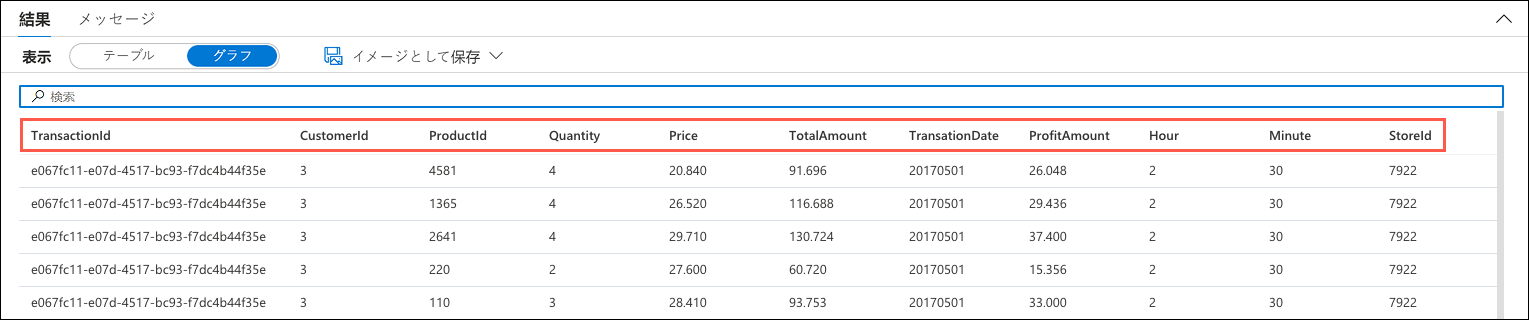 結果 メッセージ
表示 テーブル グラフ イメージとして保存
検索
TransactionId CustomerId ProductId Quantity Price TotalAmount TransationDate ProfitAmount Hour Minute StoreId
e067fc11-e07d-4517-bc93-f7dc4b44f35e 3 4581 4 20.840 91.696 20170501 26.048 2 30 7922
e067fc11-e07d-4517-bc93-f7dc4b44f35e 3 1365 4 26.520 116.688 20170501 29.436 2 30 7922
e067fc11-e07d-4517-bc93-f7dc4b44f35e 3 2641 4 29.710 130.724 20170501 37.400 2 30 7922
e067fc11-e07d-4517-bc93-f7dc4b44f35e 3 220 2 27.600 60.720 20170501 15.356 2 30 7922
e067fc11-e07d-4517-bc93-f7dc4b44f35e 3 110 3 28.410 93.753 20170501 33.000 2 30 7922